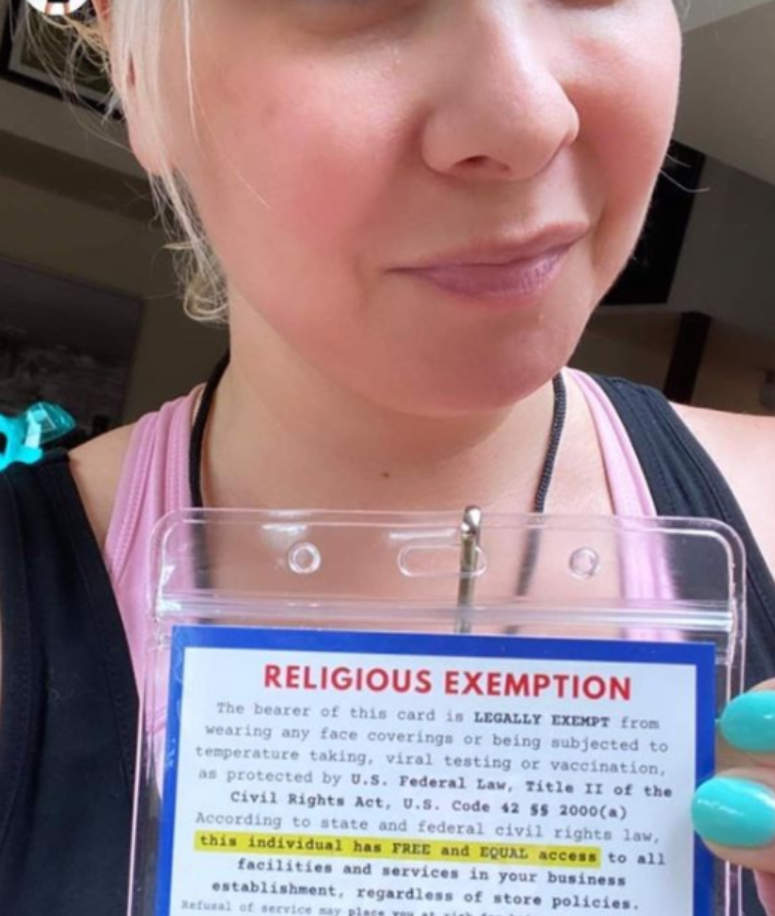 RELIGIOUS EXEMPTION
The bearer of this card is LEGALLY EXEMPT from
wearing any face coverings or being subjected to
temperature taking, viral testing or vaccination,
as protected by U.S. Federal Law, Title II of the
Civil Rights Act, U.S. Code 42 §§ 2000(a)
According to state and federal civil rights law,
this individual has FREE and EQUAL access to all
facilities and services in your business
establishment, regardless of store policies.
Refusal of service may place you at risk for